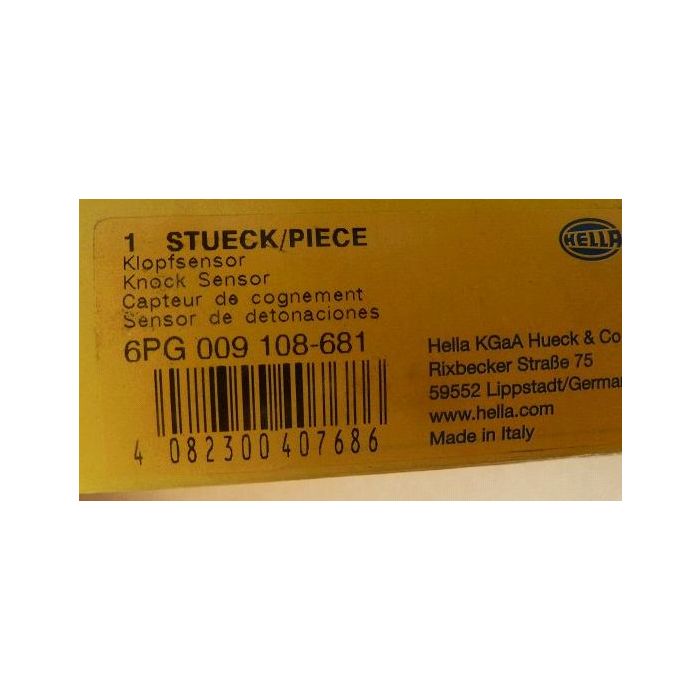 1 STUECK/PIECE
HELLA
Klopfsensor
Knock Sensor
Capteur de cognement
Sensor de detonaciones
6PG 009 108-681
4 082300 407686
Hella KGaA Hueck & Co
Rixbecker Straße 75
59552 Lippstadt/German
www.hella.com
Made in Italy